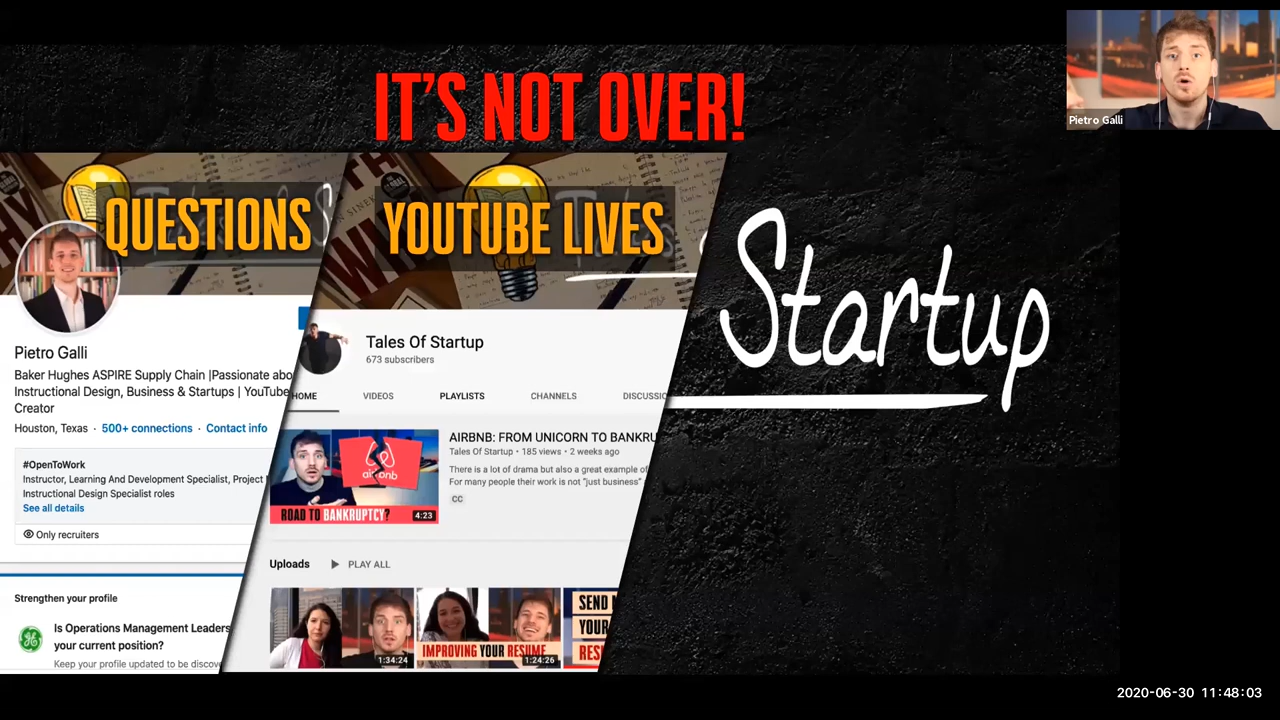 IT'S NOT OVER!
Pietro Galli
QUESTIONS
Pietro Galli
Baker Hughes ASPIRE Supply Chain |Passionate abo
Instructional Design, Business & Startups | YouTube
Creator
Houston, Texas · 500+ connections · Contact info
#OpenToWork
Instructor, Learning And Development Specialist, Project
Instructional Design Specialist roles
See all details
Only recruiters
Strengthen your profile
Is Operations Management Leaders
your current position?
Keep your profile updated to be discove
YOUTUBE LIVES
Tales Of Startup
673 subscribers
HOME VIDEOS PLAYLISTS CHANNELS DISCUSSIO
AIRBNB: FROM UNICORN TO BANKRU
Tales Of Startup • 185 views • 2 weeks ago
There is a lot of drama but also a great example of
For many people their work is not "just business"
CC
airbnb
ROAD TO BANKRUPTCY? 4:23
Uploads PLAY ALL
1:34:24
IMPROVING YOUR RESUME
1:24:26
SEND
YOUR
RES
Startup
2020-06-30 11:48:03